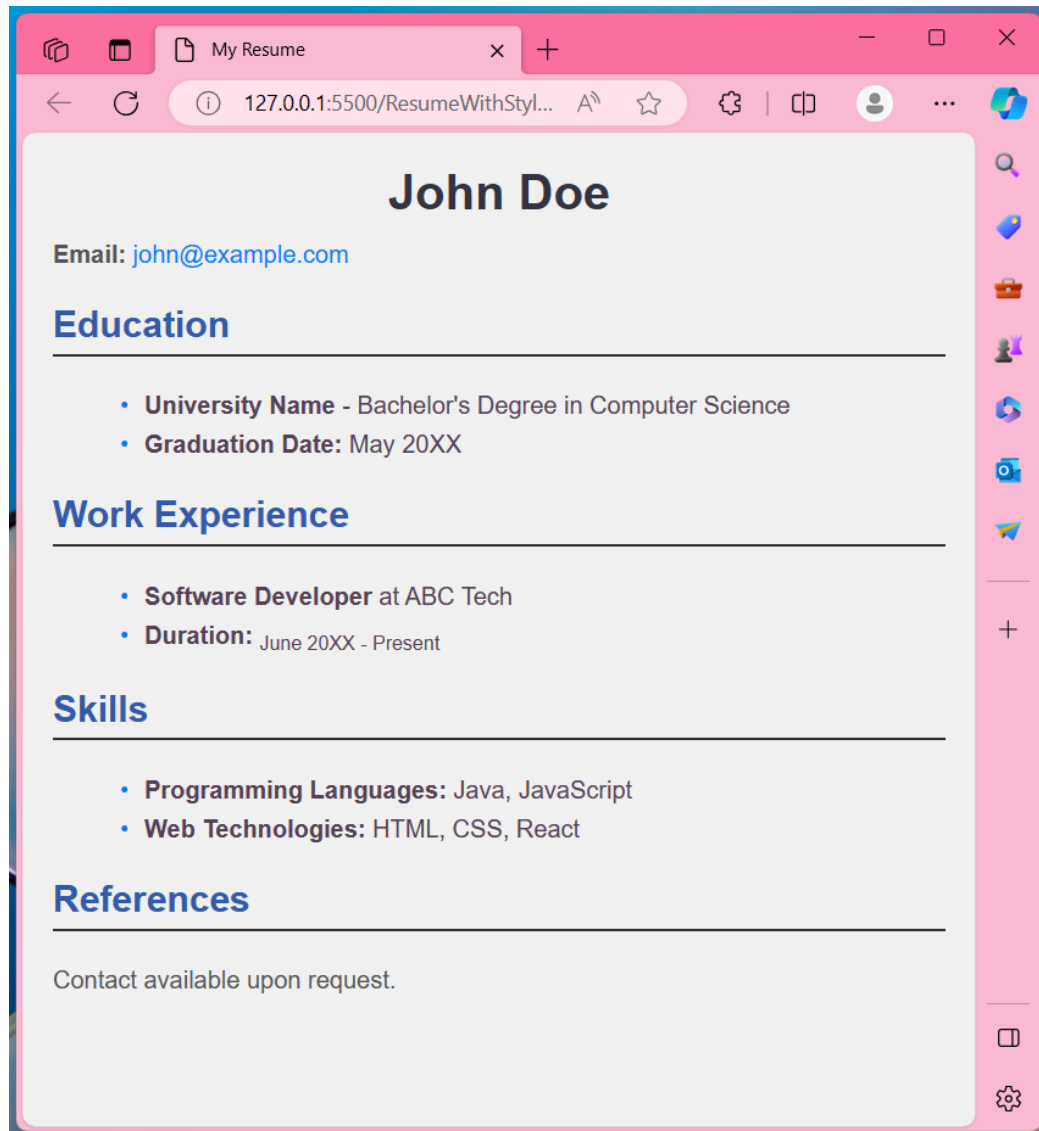 My Resume
127.0.0.1:5500/ResumeWithStyl...
John Doe
Email: john@example.com
Education
University Name - Bachelor's Degree in Computer Science
Graduation Date: May 20XX
Work Experience
Software Developer at ABC Tech
Duration: June 20XX - Present
Skills
Programming Languages: Java, JavaScript
Web Technologies: HTML, CSS, React
References
Contact available upon request.